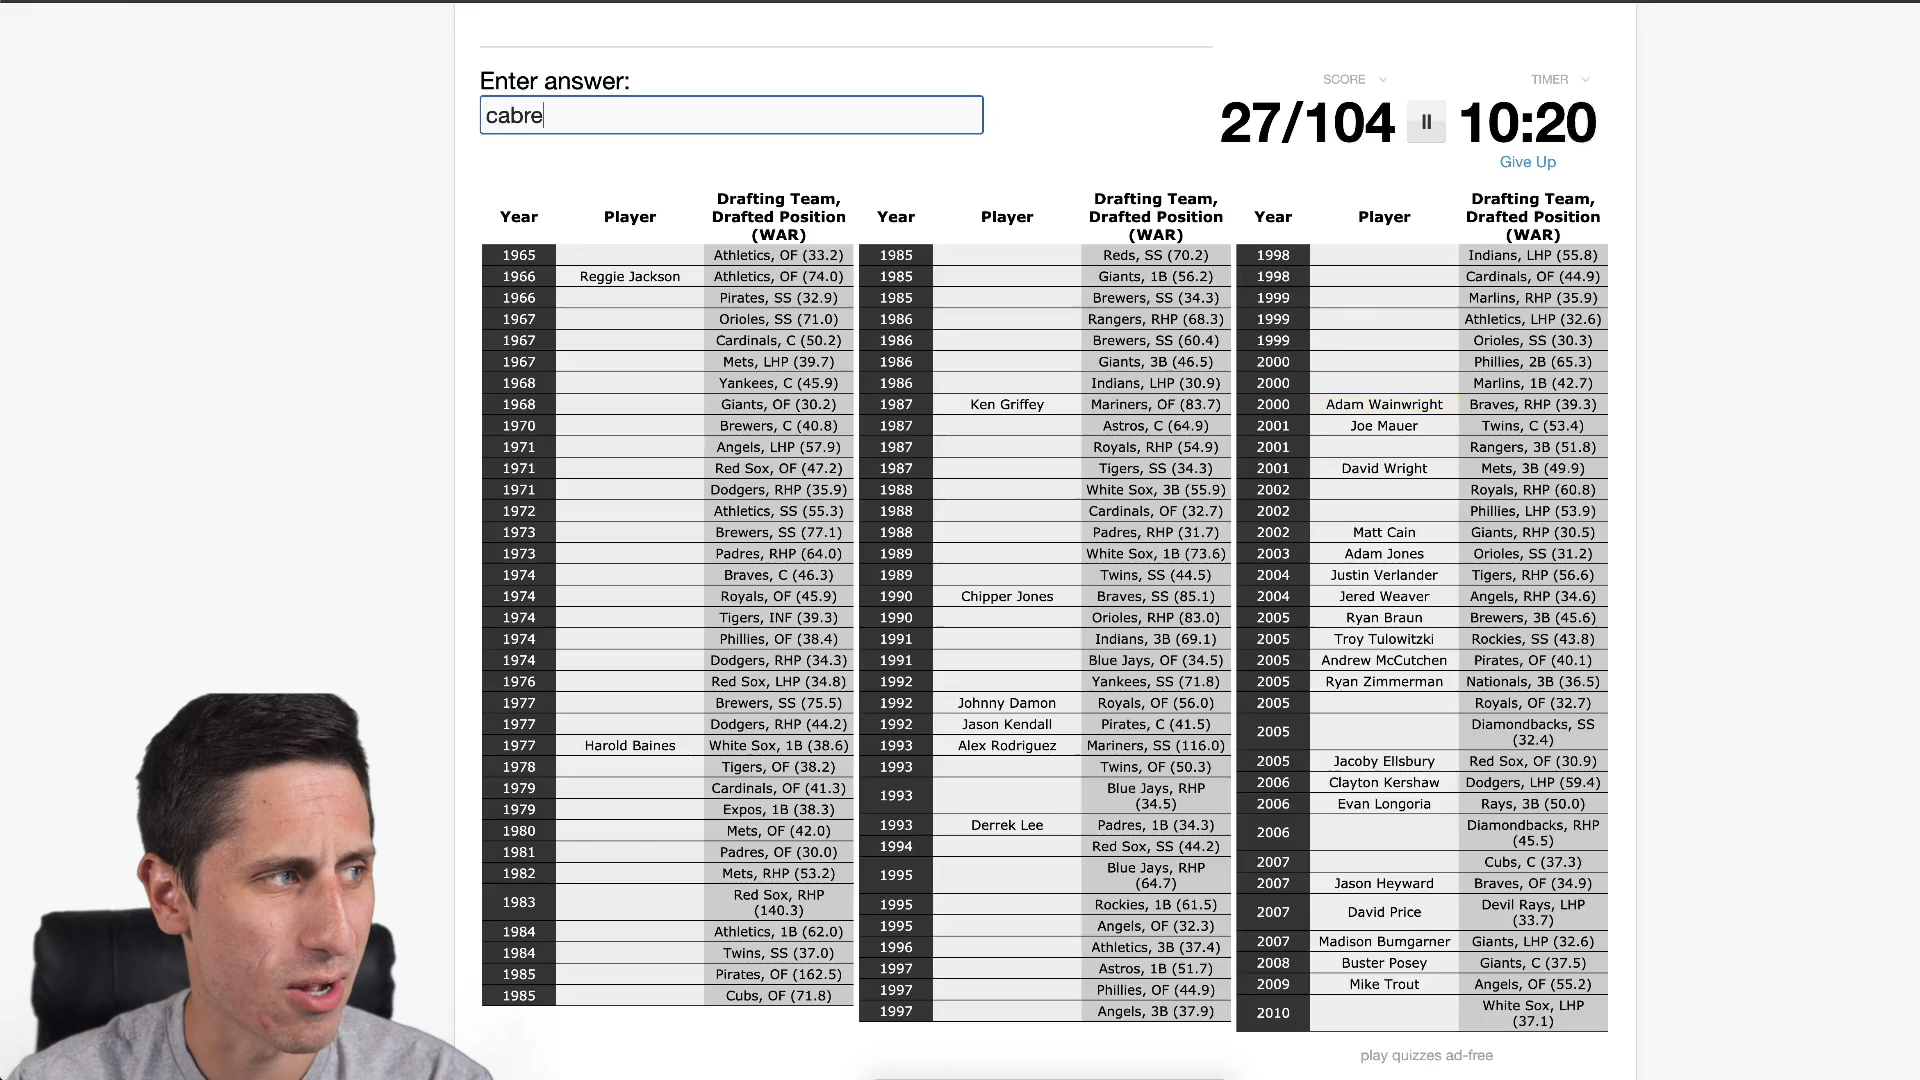 Enter answer:
cabre
SCORE
TIMER
27/104
10:20
Give Up
Year Player Drafting Team, Drafted Position (WAR)
1965 Athletics, OF (33.2)
1966 Reggie Jackson Athletics, OF (74.0)
1966 Pirates, SS (32.9)
1967 Orioles, SS (71.0)
1967 Cardinals, C (50.2)
1967 Mets, LHP (39.7)
1968 Yankees, C (45.9)
1968 Giants, OF (30.2)
1970 Brewers, C (40.8)
1971 Angels, LHP (57.9)
1971 Red Sox, OF (47.2)
1971 Dodgers, RHP (35.9)
1972 Athletics, SS (55.3)
1973 Brewers, SS (77.1)
1973 Padres, RHP (64.0)
1974 Braves, C (46.3)
1974 Royals, OF (45.9)
1974 Tigers, INF (39.3)
1974 Phillies, OF (38.4)
1974 Dodgers, RHP (34.3)
1976 Red Sox, LHP (34.8)
1977 Brewers, SS (75.5)
1977 Dodgers, RHP (44.2)
1977 Harold Baines White Sox, 1B (38.6)
1978 Tigers, OF (38.2)
1979 Cardinals, OF (41.3)
1979 Expos, 1B (38.3)
1980 Mets, OF (42.0)
1981 Padres, OF (30.0)
1982 Mets, RHP (53.2)
1983 Red Sox, RHP (140.3)
1984 Athletics, 1B (62.0)
1984 Twins, SS (37.0)
1985 Pirates, OF (162.5)
1985 Cubs, OF (71.8)
Year Player Drafting Team, Drafted Position (WAR)
1985 Reds, SS (70.2)
1985 Giants, 1B (56.2)
1985 Brewers, SS (34.3)
1986 Rangers, RHP (68.3)
1986 Brewers, SS (60.4)
1986 Giants, 3B (46.5)
1986 Indians, LHP (30.9)
1987 Ken Griffey Mariners, OF (83.7)
1987 Astros, C (64.9)
1987 Royals, RHP (54.9)
1987 Tigers, SS (34.3)
1988 White Sox, 3B (55.9)
1988 Cardinals, OF (32.7)
1988 Padres, RHP (31.7)
1989 White Sox, 1B (73.6)
1989 Twins, SS (44.5)
1990 Chipper Jones Braves, SS (85.1)
1990 Orioles, RHP (83.0)
1991 Indians, 3B (69.1)
1991 Blue Jays, OF (34.5)
1992 Yankees, SS (71.8)
1992 Johnny Damon Royals, OF (56.0)
1992 Jason Kendall Pirates, C (41.5)
1993 Alex Rodriguez Mariners, SS (116.0)
1993 Twins, OF (50.3)
1993 Blue Jays, RHP (34.5)
1993 Derrek Lee Padres, 1B (34.3)
1994 Red Sox, SS (44.2)
1995 Blue Jays, RHP (64.7)
1995 Rockies, 1B (61.5)
1995 Angels, OF (32.3)
1996 Athletics, 3B (37.4)
1997 Astros, 1B (51.7)
1997 Phillies, OF (44.9)
1997 Angels, 3B (37.9)
Year Player Drafting Team, Drafted Position (WAR)
1998 Indians, LHP (55.8)
1998 Cardinals, OF (44.9)
1999 Marlins, RHP (35.9)
1999 Athletics, LHP (32.6)
1999 Orioles, SS (30.3)
2000 Phillies, 2B (65.3)
2000 Marlins, 1B (42.7)
2000 Adam Wainwright Braves, RHP (39.3)
2001 Joe Mauer Twins, C (53.4)
2001 Rangers, 3B (51.8)
2001 David Wright Mets, 3B (49.9)
2002 Royals, RHP (60.8)
2002 Phillies, LHP (53.9)
2002 Matt Cain Giants, RHP (30.5)
2003 Adam Jones Orioles, SS (31.2)
2004 Justin Verlander Tigers, RHP (56.6)
2004 Jered Weaver Angels, RHP (34.6)
2005 Ryan Braun Brewers, 3B (45.6)
2005 Troy Tulowitzki Rockies, SS (43.8)
2005 Andrew McCutchen Pirates, OF (40.1)
2005 Ryan Zimmerman Nationals, 3B (36.5)
2005 Royals, OF (32.7)
2005 Diamondbacks, SS (32.4)
2005 Jacoby Ellsbury Red Sox, OF (30.9)
2006 Clayton Kershaw Dodgers, LHP (59.4)
2006 Evan Longoria Rays, 3B (50.0)
2006 Diamondbacks, RHP (45.5)
2007 Cubs, C (37.3)
2007 Jason Heyward Braves, OF (34.9)
2007 David Price Devil Rays, LHP (33.7)
2007 Madison Bumgarner Giants, LHP (32.6)
2008 Buster Posey Giants, C (37.5)
2009 Mike Trout Angels, OF (55.2)
2010 White Sox, LHP (37.1)
play quizzes ad-free